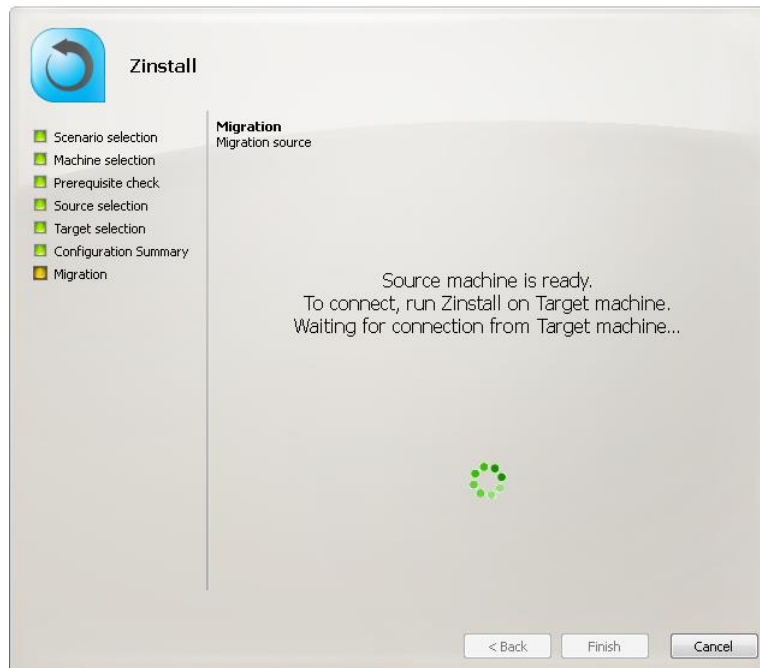 Zinstall
Scenario selection
Machine selection
Prerequisite check
Source selection
Target selection
Configuration Summary
Migration
Migration
Migration source
Source machine is ready.
To connect, run Zinstall on Target machine.
Waiting for connection from Target machine...
< Back
Finish
Cancel